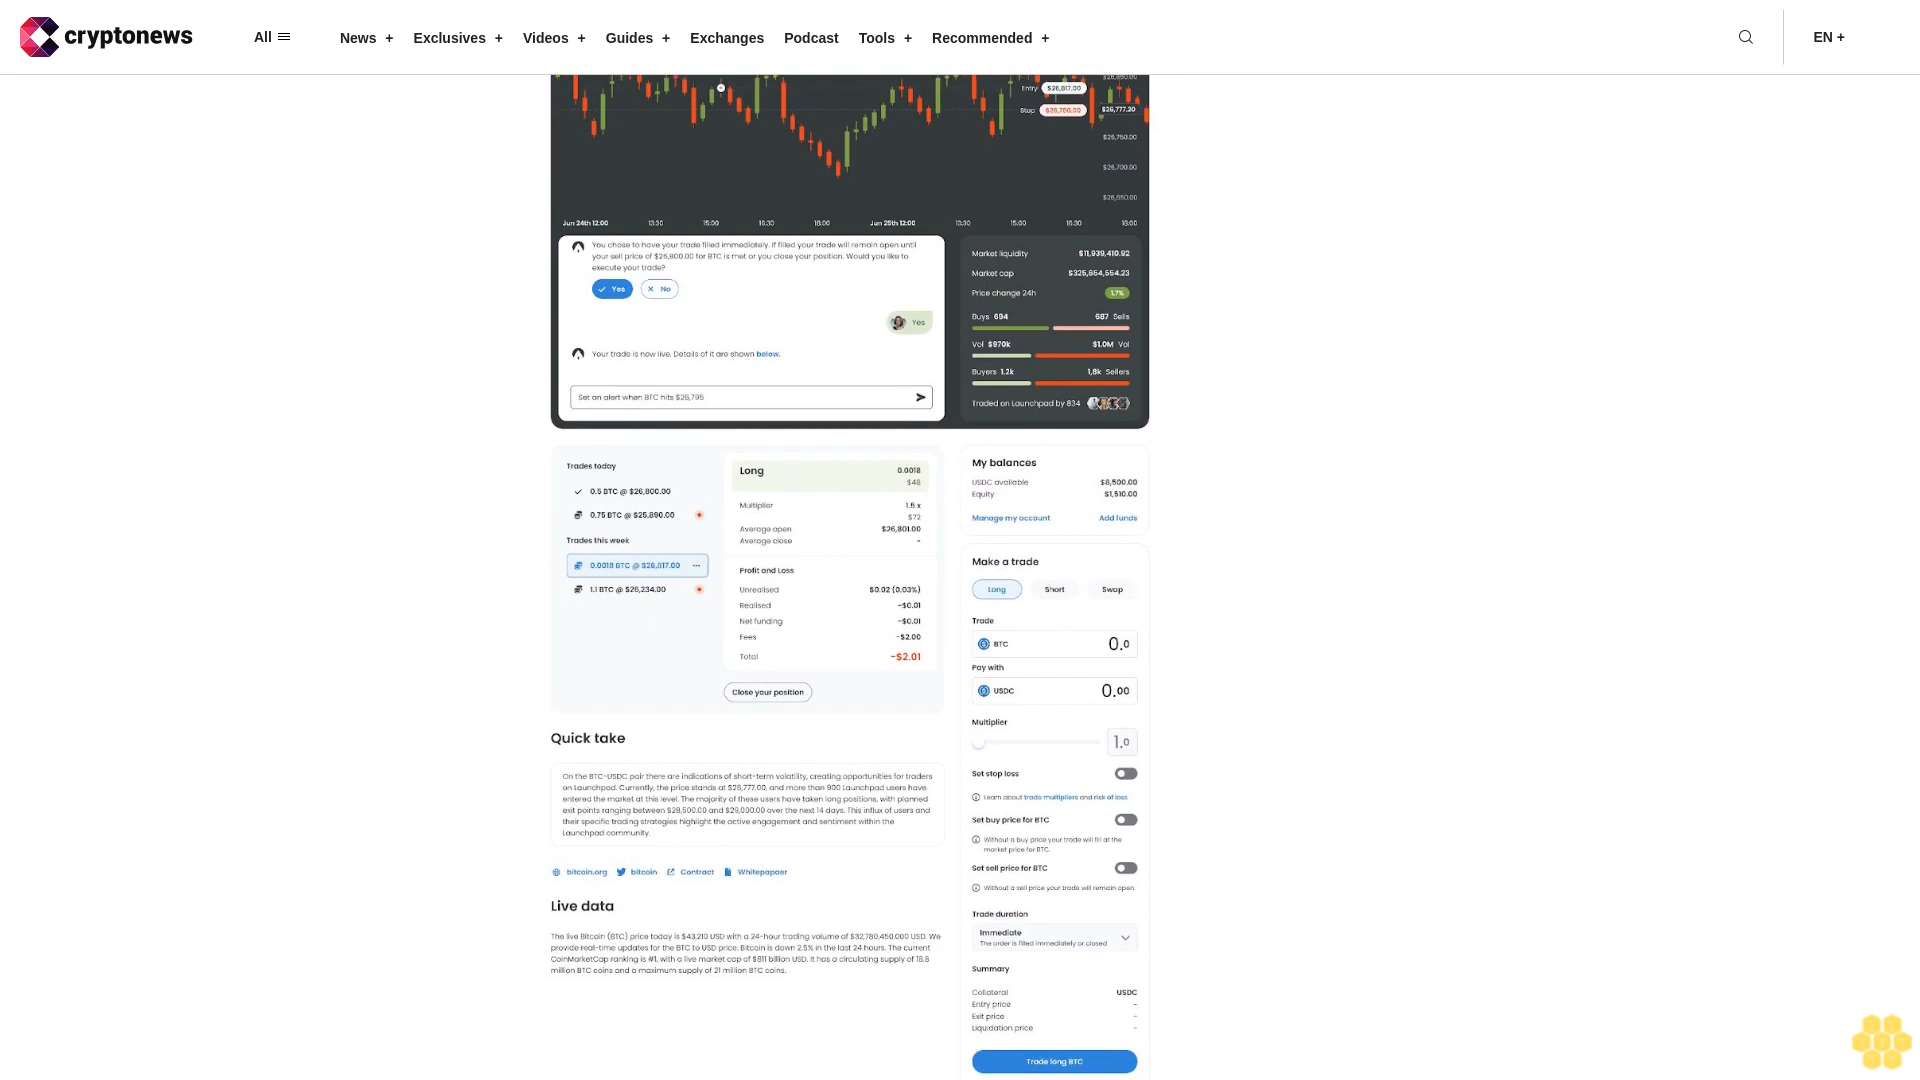 cryptonews
All
News +
Exclusives +
Videos +
Guides +
Exchanges
Podcast
Tools +
Recommended +
EN +
$26,890.00
Entry $26,817.00
Stop $26,780.00
$26,777.20
$26,750.00
$26,700.00
$26,650.00
Jun 24th 12:00 13:30 15:00 16:30 18:00 Jun 25th 12:00 13:30 15:00 16:30 18:00
You chose to have your trade filled immediately. If filled your trade will remain open until
your sell price of $26,800.00 for BTC is met or you close your position. Would you like to
execute your trade?
Yes
No
Yes
Your trade is now live. Details of it are shown below.
Set an alert when BTC hits $26,795
Market liquidity $11,939,410.92
Market cap $325,654,554.23
Price change 24h 1.7%
Buys 694 687 Sells
Vol $970k $1.0M Vol
Buyers 1.2k 1,8k Sellers
Traded on Launchpad by 834
Trades today
0.5 BTC @ $26,800.00
0.75 BTC @ $25,890.00
Trades this week
0.0018 BTC @ $26,817.00
1.1 BTC @ $26,234.00
Long 0.0018
$48
Multiplier 1.5 x
$72
Average open $26,801.00
Average close -
Profit and Loss
Unrealised $0.02 (0.03%)
Realised -$0.01
Net funding -$0.01
Fees -$2.00
Total -$2.01
Close your position
My balances
USDC available $8,500.00
Equity $1,510.00
Manage my account Add funds
Make a trade
Long Short Swap
Trade
BTC 0.0
Pay with
USDC 0.00
Multiplier
1.0
Set stop loss
Learn about trade multipliers and risk of loss
Set buy price for BTC
Without a buy price your trade will fill at the
market price for BTC.
Set sell price for BTC
Without a sell price your trade will remain open.
Trade duration
Immediate
The order is filled immediately or closed
Summary
Collateral USDC
Entry price -
Exit price -
Liquidation price -
Trade long BTC
Quick take
On the BTC-USDC pair there are indications of short-term volatility, creating opportunities for traders
on Launchpad. Currently, the price stands at $26,777.00, and more than 900 Launchpad users have
entered the market at this level. The majority of these users have taken long positions, with planned
exit points ranging between $28,500.00 and $29,000.00 over the next 14 days. This influx of users and
their specific trading strategies highlight the active engagement and sentiment within the
Launchpad community.
bitcoin.org bitcoin Contract Whitepapaer
Live data
The live Bitcoin (BTC) price today is $43,210 USD with a 24-hour trading volume of $32,780,450,000 USD. We
provide real-time updates for the BTC to USD price. Bitcoin is down 2.5% in the last 24 hours. The current
CoinMarketCap ranking is #1, with a live market cap of $811 billion USD. It has a circulating supply of 18.8
million BTC coins and a maximum supply of 21 million BTC coins.